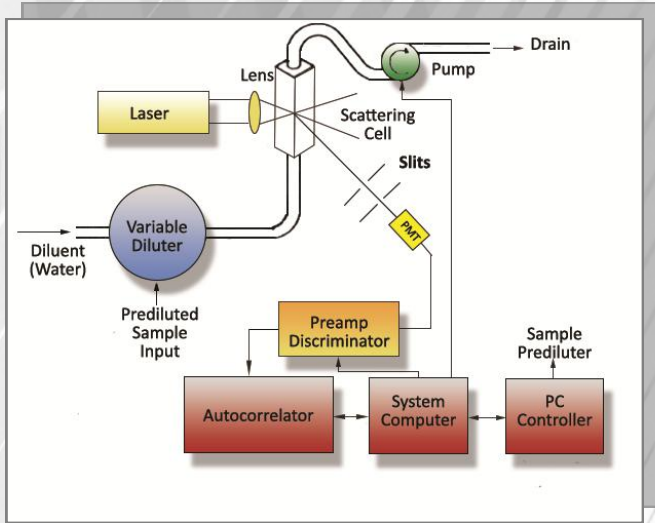 Drain
Pump
Lens
Laser
Scattering
Cell
Slits
PMT
Variable
Diluter
Diluent
(Water)
Prediluted
Sample
Input
Preamp
Discriminator
Sample
Prediluter
Autocorrelator
System
Computer
PC
Controller